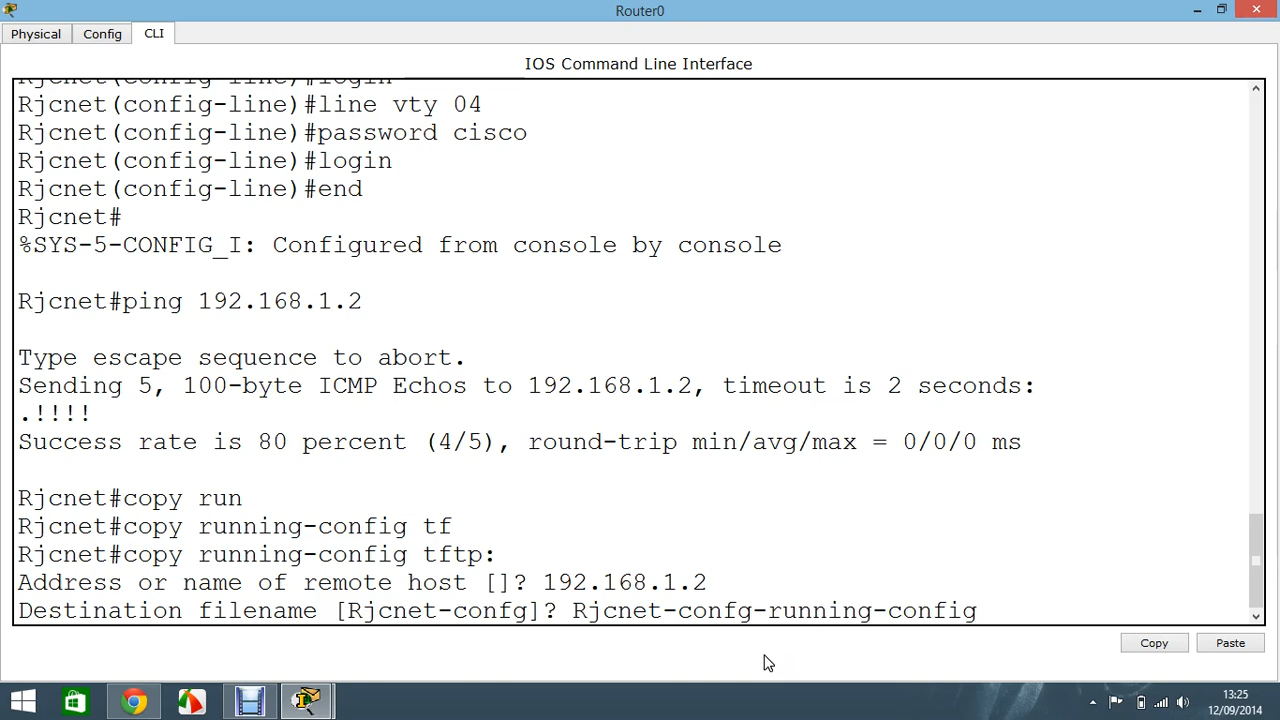 Router0
Physical
Config
CLI
IOS Command Line Interface
Rjcnet(config-line)#login
Rjcnet(config-line)#line vty 04
Rjcnet(config-line)#password cisco
Rjcnet(config-line)#login
Rjcnet(config-line)#end
Rjcnet#
%SYS-5-CONFIG_I: Configured from console by console
Rjcnet#ping 192.168.1.2
Type escape sequence to abort.
Sending 5, 100-byte ICMP Echos to 192.168.1.2, timeout is 2 seconds:
.!!!!
Success rate is 80 percent (4/5), round-trip min/avg/max = 0/0/0 ms
Rjcnet#copy run
Rjcnet#copy running-config tf
Rjcnet#copy running-config tftp:
Address or name of remote host []? 192.168.1.2
Destination filename [Rjcnet-confg]? Rjcnet-confg-running-config
Copy
Paste
13:25
12/09/2014